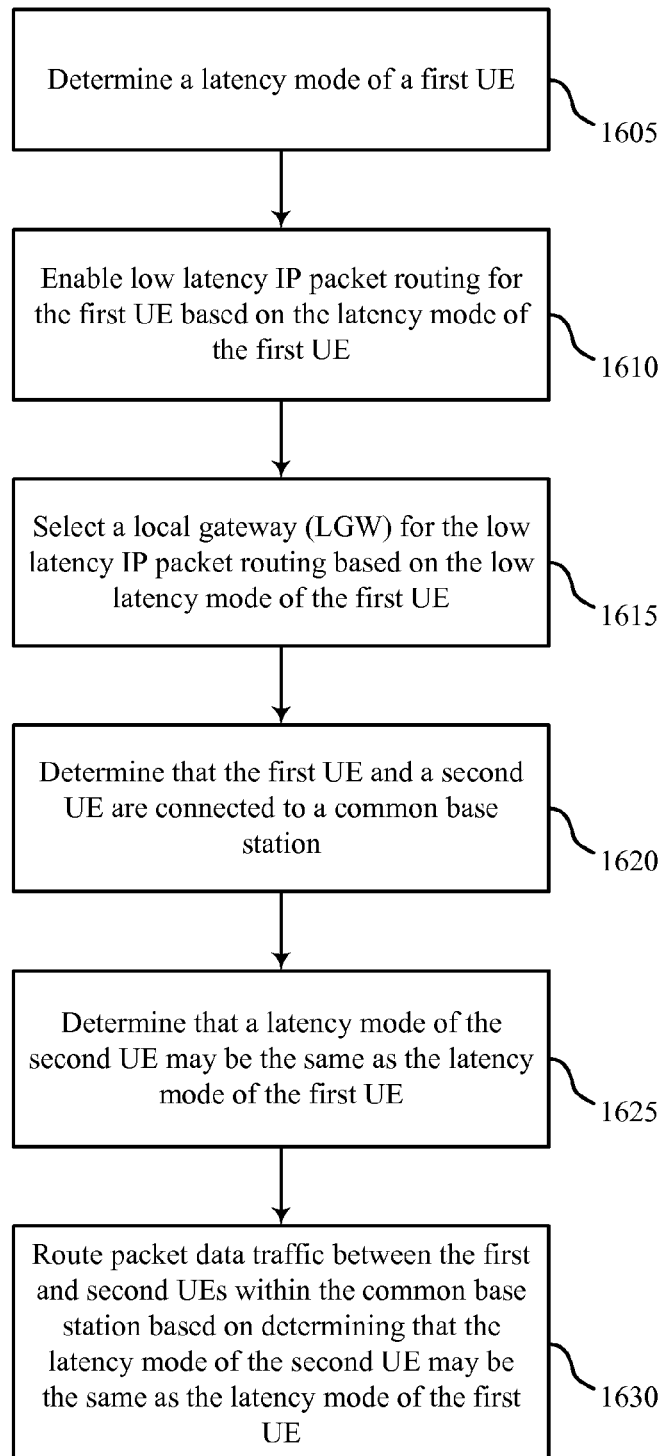 Determine a latency mode of a first UE
1605
Enable low latency IP packet routing for
the first UE based on the latency mode of
the first UE
1610
Select a local gateway (LGW) for the low
latency IP packet routing based on the low
latency mode of the first UE
1615
Determine that the first UE and a second
UE are connected to a common base
station
1620
Determine that a latency mode of the
second UE may be the same as the latency
mode of the first UE
1625
Route packet data traffic between the first
and second UEs within the common base
station based on determining that the
latency mode of the second UE may be
the same as the latency mode of the first
UE
1630